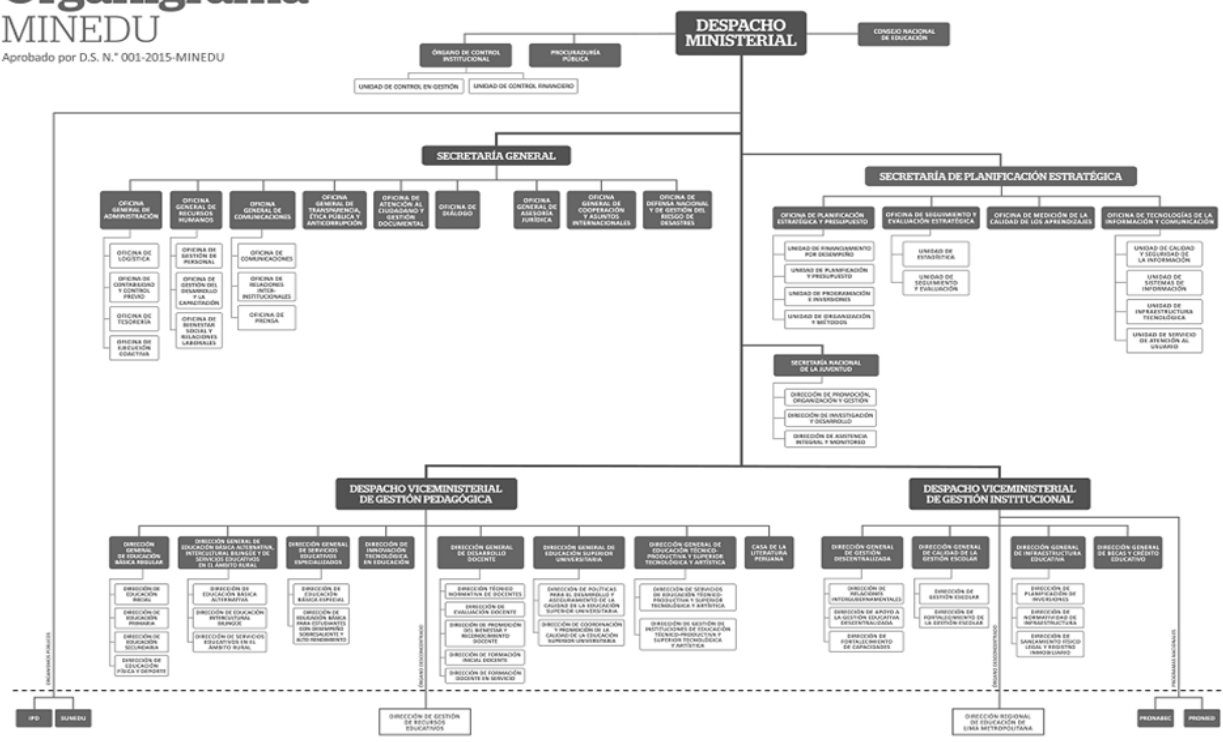 Organigrama
MINEDU
Aprobado por D.S. N.° 001-2015-MINEDU
DESPACHO
MINISTERIAL
CONSEJO NACIONAL
DE EDUCACIÓN
ÓRGANO DE CONTROL
INSTITUCIONAL
PROCURADURÍA
PÚBLICA
UNIDAD DE CONTROL EN GESTIÓN
UNIDAD DE CONTROL FINANCIERO
SECRETARÍA GENERAL
SECRETARÍA DE PLANIFICACIÓN ESTRATÉGICA
OFICINA
GENERAL DE
ADMINISTRACIÓN
OFICINA DE
LOGÍSTICA
OFICINA DE
CONTABILIDAD
Y CONTROL
PREVIO
OFICINA DE
TESORERÍA
OFICINA DE
EJECUCIÓN
COACTIVA
OFICINA
GENERAL DE
RECURSOS
HUMANOS
OFICINA DE
GESTIÓN DE
PERSONAL
OFICINA DE
GESTIÓN DEL
DESARROLLO
Y LA
CAPACITACIÓN
OFICINA DE
BIENESTAR
SOCIAL Y
RELACIONES
LABORALES
OFICINA
GENERAL DE
COMUNICACIONES
OFICINA DE
COMUNICACIONES
OFICINA DE
RELACIONES
INTER-
INSTITUCIONALES
OFICINA DE
PRENSA
OFICINA
GENERAL DE
TRANSPARENCIA,
ÉTICA PÚBLICA Y
ANTICORRUPCIÓN
OFICINA DE
ATENCIÓN AL
CIUDADANO Y
GESTIÓN
DOCUMENTAL
OFICINA DE
DIÁLOGO
OFICINA
GENERAL DE
ASESORÍA
JURÍDICA
OFICINA
GENERAL DE
COOPERACIÓN
Y ASUNTOS
INTERNACIONALES
OFICINA DE
DEFENSA NACIONAL
Y DE GESTIÓN DEL
RIESGO DE
DESASTRES
OFICINA DE PLANIFICACIÓN
ESTRATÉGICA Y PRESUPUESTO
UNIDAD DE FINANCIAMIENTO
POR DESEMPEÑO
UNIDAD DE PLANIFICACIÓN
Y PRESUPUESTO
UNIDAD DE PROGRAMACIÓN
E INVERSIONES
UNIDAD DE ORGANIZACIÓN
Y MÉTODOS
OFICINA DE SEGUIMIENTO Y
EVALUACIÓN ESTRATÉGICA
UNIDAD DE
ESTADÍSTICA
UNIDAD DE
SEGUIMIENTO
Y EVALUACIÓN
OFICINA DE MEDICIÓN DE LA
CALIDAD DE LOS APRENDIZAJES
OFICINA DE TECNOLOGÍAS DE LA
INFORMACIÓN Y COMUNICACIÓN
UNIDAD DE CALIDAD
Y SEGURIDAD DE
LA INFORMACIÓN
UNIDAD DE
SISTEMAS DE
INFORMACIÓN
UNIDAD DE
INFRAESTRUCTURA
TECNOLÓGICA
UNIDAD DE SERVICIO
DE ATENCIÓN AL
USUARIO
SECRETARÍA NACIONAL
DE LA JUVENTUD
DIRECCIÓN DE PROMOCIÓN,
ORGANIZACIÓN Y GESTIÓN
DIRECCIÓN DE INVESTIGACIÓN
Y DESARROLLO
DIRECCIÓN DE ASISTENCIA
INTEGRAL Y MONITOREO
DESPACHO VICEMINISTERIAL
DE GESTIÓN PEDAGÓGICA
DESPACHO VICEMINISTERIAL
DE GESTIÓN INSTITUCIONAL
DIRECCIÓN
GENERAL
DE EDUCACIÓN
BÁSICA REGULAR
DIRECCIÓN DE
EDUCACIÓN
INICIAL
DIRECCIÓN DE
EDUCACIÓN
PRIMARIA
DIRECCIÓN DE
EDUCACIÓN
SECUNDARIA
DIRECCIÓN DE
EDUCACIÓN
FÍSICA Y DEPORTE
DIRECCIÓN GENERAL DE
EDUCACIÓN BÁSICA ALTERNATIVA,
INTERCULTURAL BILINGÜE Y DE
SERVICIOS EDUCATIVOS
EN EL ÁMBITO RURAL
DIRECCIÓN DE
EDUCACIÓN BÁSICA
ALTERNATIVA
DIRECCIÓN DE EDUCACIÓN
INTERCULTURAL
BILINGÜE
DIRECCIÓN DE SERVICIOS
EDUCATIVOS EN EL
ÁMBITO RURAL
DIRECCIÓN GENERAL
DE SERVICIOS
EDUCATIVOS
ESPECIALIZADOS
DIRECCIÓN DE
EDUCACIÓN
BÁSICA ESPECIAL
DIRECCIÓN DE
EDUCACIÓN BÁSICA
PARA ESTUDIANTES
CON DESEMPEÑO
SOBRESALIENTE Y
ALTO RENDIMIENTO
DIRECCIÓN DE
INNOVACIÓN
TECNOLÓGICA
EN EDUCACIÓN
DIRECCIÓN GENERAL
DE DESARROLLO
DOCENTE
DIRECCIÓN TÉCNICO
NORMATIVA DE DOCENTES
DIRECCIÓN DE
EVALUACIÓN DOCENTE
DIRECCIÓN DE PROMOCIÓN
DEL BIENESTAR Y
RECONOCIMIENTO
DOCENTE
DIRECCIÓN DE FORMACIÓN
INICIAL DOCENTE
DIRECCIÓN DE FORMACIÓN
DOCENTE EN SERVICIO
DIRECCIÓN GENERAL DE
EDUCACIÓN SUPERIOR
UNIVERSITARIA
DIRECCIÓN DE POLÍTICAS
PARA EL DESARROLLO Y
ASEGURAMIENTO DE LA
CALIDAD DE LA EDUCACIÓN
SUPERIOR UNIVERSITARIA
DIRECCIÓN DE COORDINACIÓN
Y PROMOCIÓN DE LA
CALIDAD DE LA EDUCACIÓN
SUPERIOR UNIVERSITARIA
DIRECCIÓN GENERAL DE
EDUCACIÓN TÉCNICO-
PRODUCTIVA Y SUPERIOR
TECNOLÓGICA Y ARTÍSTICA
DIRECCIÓN DE SERVICIOS
DE EDUCACIÓN TÉCNICO-
PRODUCTIVA Y SUPERIOR
TECNOLÓGICA Y ARTÍSTICA
DIRECCIÓN DE GESTIÓN DE
INSTITUCIONES DE EDUCACIÓN
TÉCNICO-PRODUCTIVA Y
SUPERIOR TECNOLÓGICA
Y ARTÍSTICA
CASA DE LA
LITERATURA
PERUANA
DIRECCIÓN GENERAL
DE GESTIÓN
DESCENTRALIZADA
DIRECCIÓN DE
RELACIONES
INTERGUBERNAMENTALES
DIRECCIÓN DE APOYO A
LA GESTIÓN EDUCATIVA
DESCENTRALIZADA
DIRECCIÓN DE
FORTALECIMIENTO
DE CAPACIDADES
DIRECCIÓN GENERAL
DE CALIDAD DE LA
GESTIÓN ESCOLAR
DIRECCIÓN DE
GESTIÓN ESCOLAR
DIRECCIÓN DE
FORTALECIMIENTO DE
LA GESTIÓN ESCOLAR
DIRECCIÓN GENERAL
DE INFRAESTRUCTURA
EDUCATIVA
DIRECCIÓN DE
PLANIFICACIÓN DE
INVERSIONES
DIRECCIÓN DE
NORMATIVIDAD DE
INFRAESTRUCTURA
DIRECCIÓN DE
SANEAMIENTO FÍSICO
LEGAL Y REGISTRO
INMOBILIARIO
DIRECCIÓN GENERAL
DE BECAS Y CRÉDITO
EDUCATIVO
ORGANISMOS PÚBLICOS
ÓRGANO DESCONCENTRADO
ÓRGANO DESCONCENTRADO
PROGRAMAS NACIONALES
IPD
SUNEDU
DIRECCIÓN DE GESTIÓN
DE RECURSOS
EDUCATIVOS
DIRECCIÓN REGIONAL
DE EDUCACIÓN DE
LIMA METROPOLITANA
PRONABEC
PRONIED